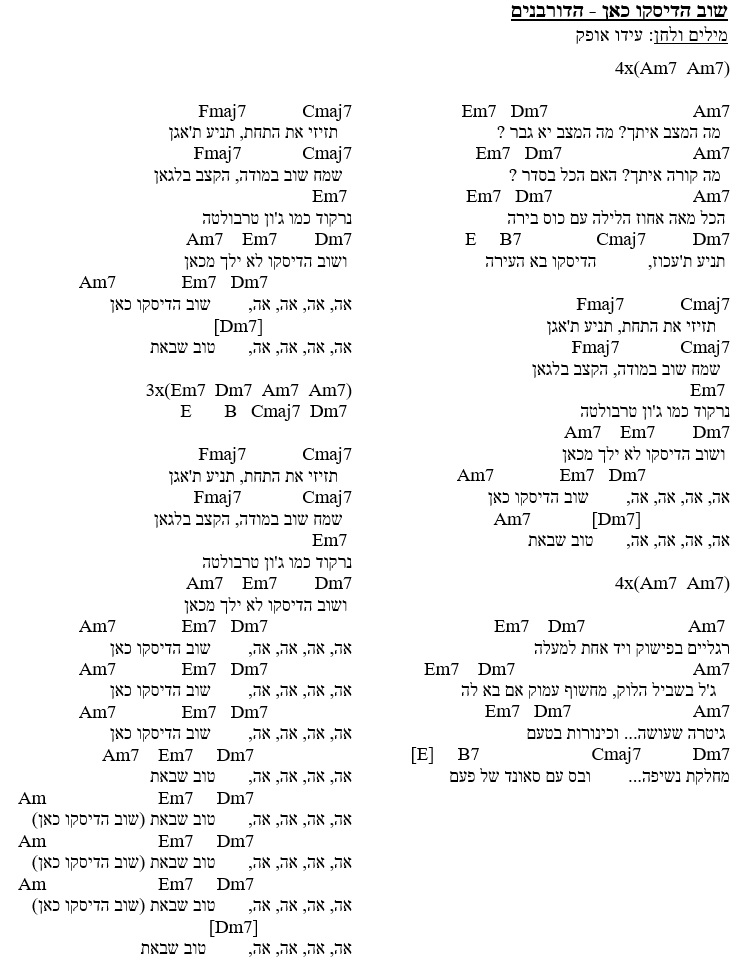 שוב הדיסקו כאן - הדורבנים
מילים ולחן: עידו אופק
4x(Am7 Am7)
Em7 Dm7 Am7
מה המצב איתך? מה המצב יא גבר ?
Em7 Dm7 Am7
מה קורה איתך? האם הכל בסדר ?
Em7 Dm7 Am7
הכל מאה אחוז הלילה עם כוס בירה
E B7 Cmaj7 Dm7
תניע ת'עכוז, הדיסקו בא העירה
Fmaj7 Cmaj7
תזיזי את התחת, תניע ת'אגן
Fmaj7 Cmaj7
שמח שוב במודה, הקצב בלגאן
Em7
נרקוד כמו ג'ון טרבולטה
Am7 Em7 Dm7
ושוב הדיסקו לא ילך מכאן
Am7 Em7 Dm7
אה, אה, אה, אה, שוב הדיסקו כאן
Am7 [Dm7]
אה, אה, אה, אה, טוב שבאת
4x(Am7 Am7)
Em7 Dm7 Am7
רגליים בפישוק ויד אחת למעלה
Em7 Dm7 Am7
ג'ל בשביל הלוק, מחשוף עמוק אם בא לה
Em7 Dm7 Am7
גיטרה שעושה... וכינורות בטעם
[E] B7 Cmaj7 Dm7
מחלקת נשיפה... ובס עם סאונד של פעם
Fmaj7 Cmaj7
תזיזי את התחת, תניע ת'אגן
Fmaj7 Cmaj7
שמח שוב במודה, הקצב בלגאן
Em7
נרקוד כמו ג'ון טרבולטה
Am7 Em7 Dm7
ושוב הדיסקו לא ילך מכאן
Am7 Em7 Dm7
אה, אה, אה, אה, שוב הדיסקו כאן
[Dm7]
אה, אה, אה, אה, טוב שבאת
3x(Em7 Dm7 Am7 Am7)
E B Cmaj7 Dm7
Fmaj7 Cmaj7
תזיזי את התחת, תניע ת'אגן
Fmaj7 Cmaj7
שמח שוב במודה, הקצב בלגאן
Em7
נרקוד כמו ג'ון טרבולטה
Am7 Em7 Dm7
ושוב הדיסקו לא ילך מכאן
Am7 Em7 Dm7
אה, אה, אה, אה, שוב הדיסקו כאן
Am7 Em7 Dm7
אה, אה, אה, אה, שוב הדיסקו כאן
Am7 Em7 Dm7
אה, אה, אה, אה, שוב הדיסקו כאן
Am7 Em7 Dm7
אה, אה, אה, אה, טוב שבאת
Am Em7 Dm7
אה, אה, אה, אה, טוב שבאת (שוב הדיסקו כאן)
Am Em7 Dm7
אה, אה, אה, אה, טוב שבאת (שוב הדיסקו כאן)
Am Em7 Dm7
אה, אה, אה, אה, טוב שבאת (שוב הדיסקו כאן)
[Dm7]
אה, אה, אה, אה, טוב שבאת